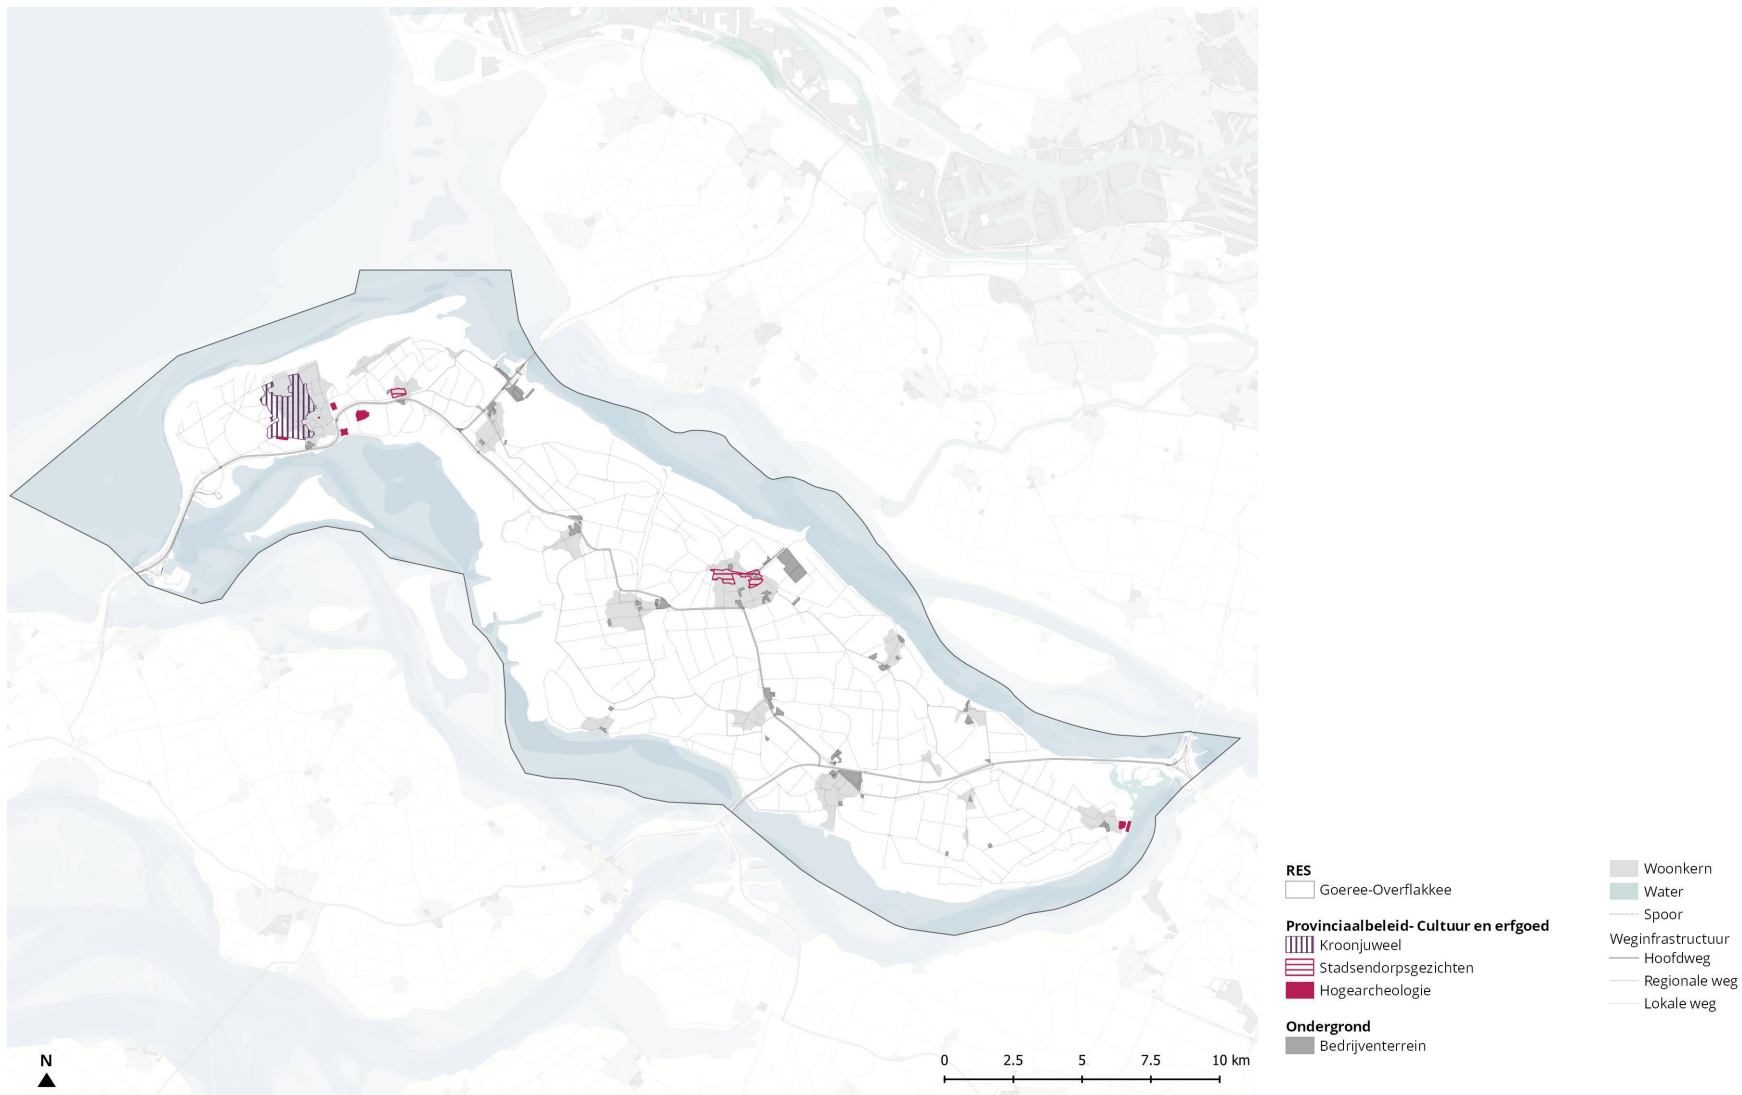 N
0 2.5 5 7.5 10 km
RES
Goeree-Overflakkee
Provinciaalbeleid- Cultuur en erfgoed
Kroonjuweel
Stadsendorpsgezichten
Hogearcheologie
Ondergrond
Bedrijventerrein
Woonkern
Water
Spoor
Weginfrastructuur
Hoofdweg
Regionale weg
Lokale weg